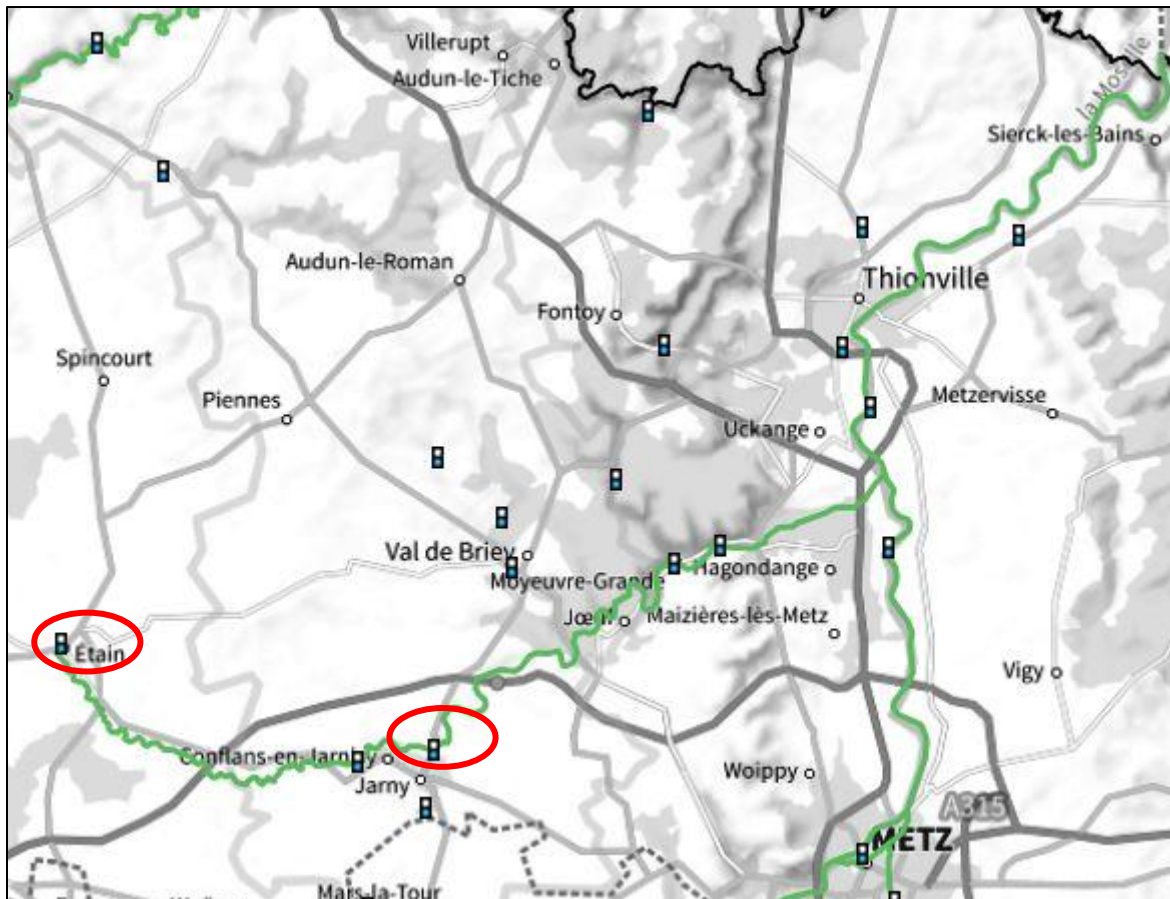 Villerupt
Audun-le-Tiche
la Moselle
Sierck-les-Bains
Audun-le-Roman
Thionville
Fontoy
Spincourt
Piennes
Metzervisse
Uckange
Val de Briey
Moyeuvre-Grande
Hagondange
Jœuf
Maizières-lès-Metz
Étain
Vigy
Conflans-en-Jarnisy
Jarny
Woippy
A315
METZ
Mars-la-Tour